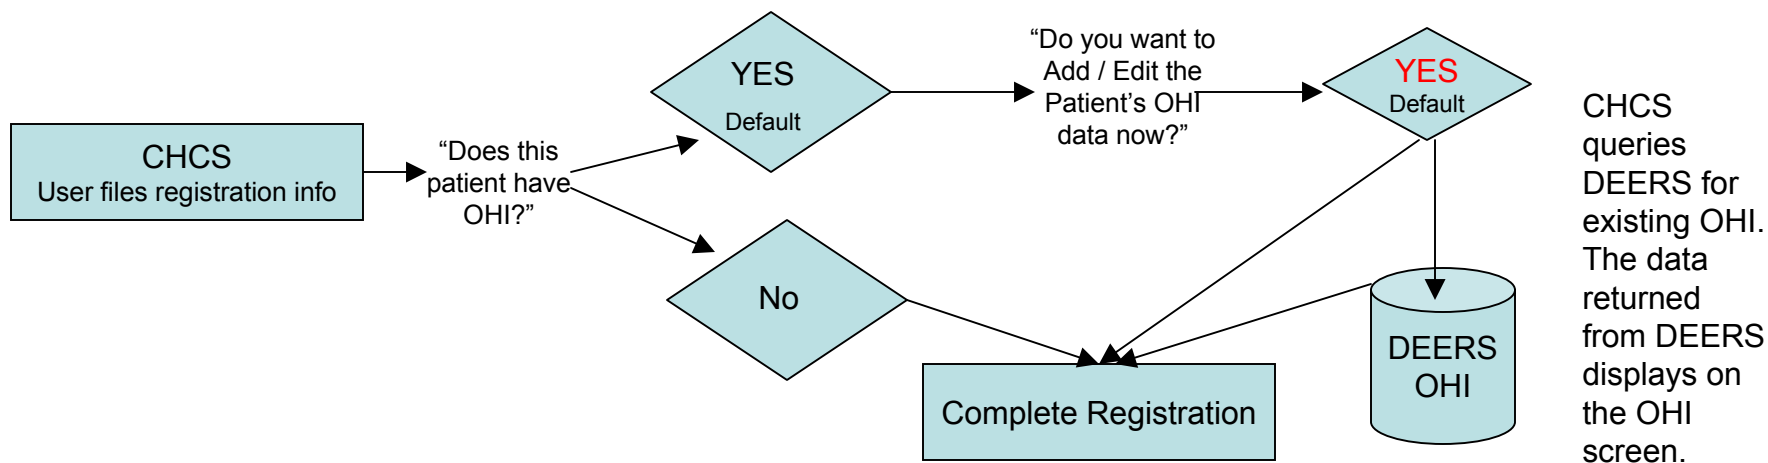 CHCS
User files registration info
“Does this
patient have
OHI?”
YES
Default
No
“Do you want to
Add / Edit the
Patient’s OHI
data now?”
YES
Default
Complete Registration
DEERS
OHI
CHCS
queries
DEERS for
existing OHI.
The data
returned
from DEERS
displays on
the OHI
screen.